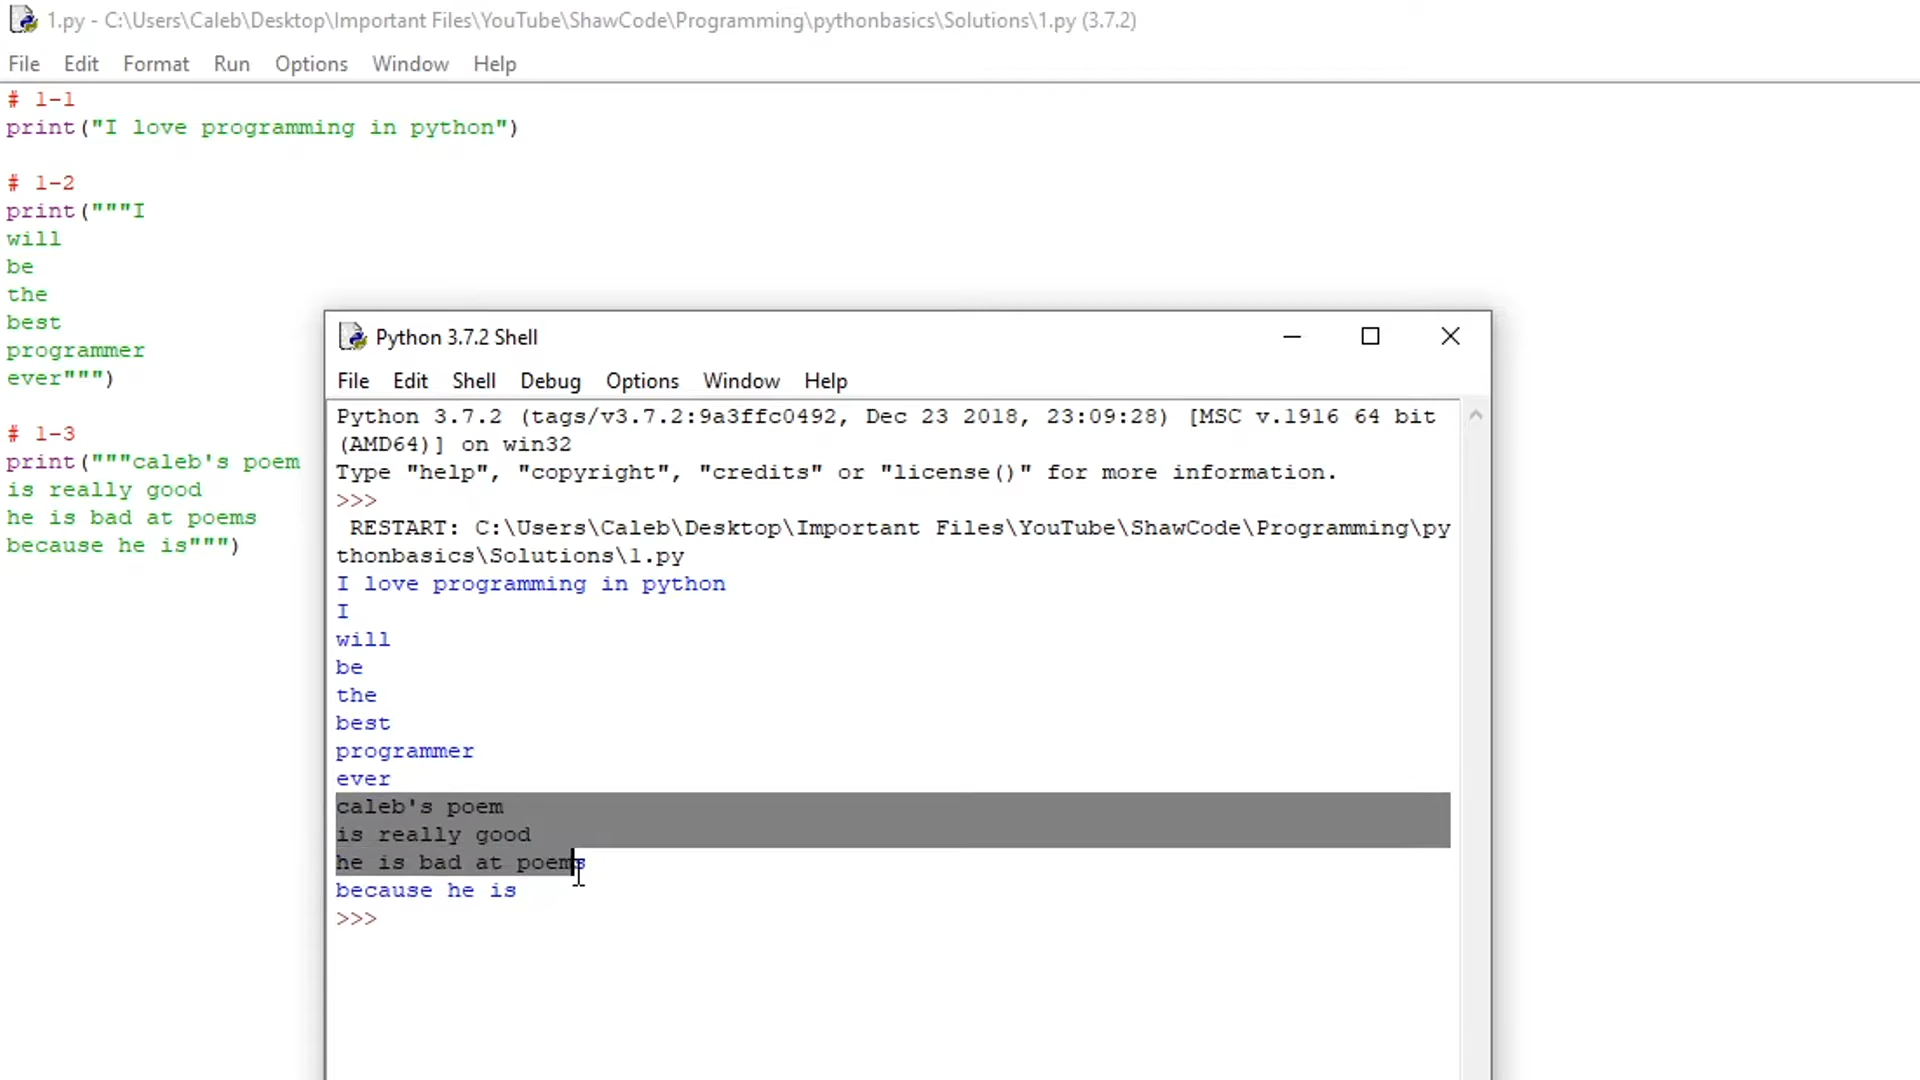 1.py - C:\Users\Caleb\Desktop\Important Files\YouTube\ShawCode\Programming\pythonbasics\Solutions\1.py (3.7.2)
File Edit Format Run Options Window Help
# 1-1
print("I love programming in python")
# 1-2
print("""I
will
be
the
best
programmer
ever""")
# 1-3
print("""caleb's poem
is really good
he is bad at poems
because he is""")
Python 3.7.2 Shell
File Edit Shell Debug Options Window Help
Python 3.7.2 (tags/v3.7.2:9a3ffc0492, Dec 23 2018, 23:09:28) [MSC v.1916 64 bit
(AMD64)] on win32
Type "help", "copyright", "credits" or "license()" for more information.
>>>
RESTART: C:\Users\Caleb\Desktop\Important Files\YouTube\ShawCode\Programming\py
thonbasics\Solutions\1.py
I love programming in python
I
will
be
the
best
programmer
ever
caleb's poem
is really good
he is bad at poems
because he is
>>>